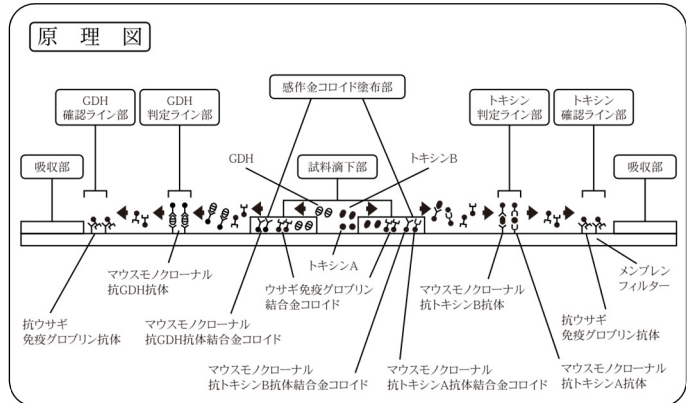 原理図
感作金コロイド塗布部
GDH
確認ライン部
GDH
判定ライン部
トキシン
判定ライン部
トキシン
確認ライン部
吸収部
GDH
試料滴下部
トキシンB
吸収部
トキシンA
マウスモノクローナル
抗GDH抗体
ウサギ免疫グロブリン
結合金コロイド
マウスモノクローナル
抗トキシンB抗体
メンブレン
フィルター
抗ウサギ
免疫グロブリン抗体
マウスモノクローナル
抗GDH抗体結合金コロイド
抗ウサギ
免疫グロブリン抗体
マウスモノクローナル
抗トキシンB抗体結合金コロイド
マウスモノクローナル
抗トキシンA抗体結合金コロイド
マウスモノクローナル
抗トキシンA抗体